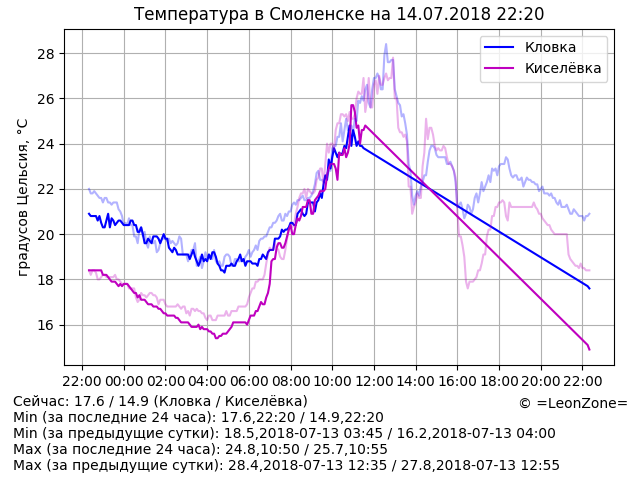 Температура в Смоленске на 14.07.2018 22:20
28
26
24
22
20
18
16
градусов Цельсия, °C
Кловка
Киселёвка
22:00 00:00 02:00 04:00 06:00 08:00 10:00 12:00 14:00 16:00 18:00 20:00 22:00
Сейчас: 17.6 / 14.9 (Кловка / Киселёвка)
© =LeonZone=
Min (за последние 24 часа): 17.6,22:20 / 14.9,22:20
Min (за предыдущие сутки): 18.5,2018-07-13 03:45 / 16.2,2018-07-13 04:00
Max (за последние 24 часа): 24.8,10:50 / 25.7,10:55
Max (за предыдущие сутки): 28.4,2018-07-13 12:35 / 27.8,2018-07-13 12:55